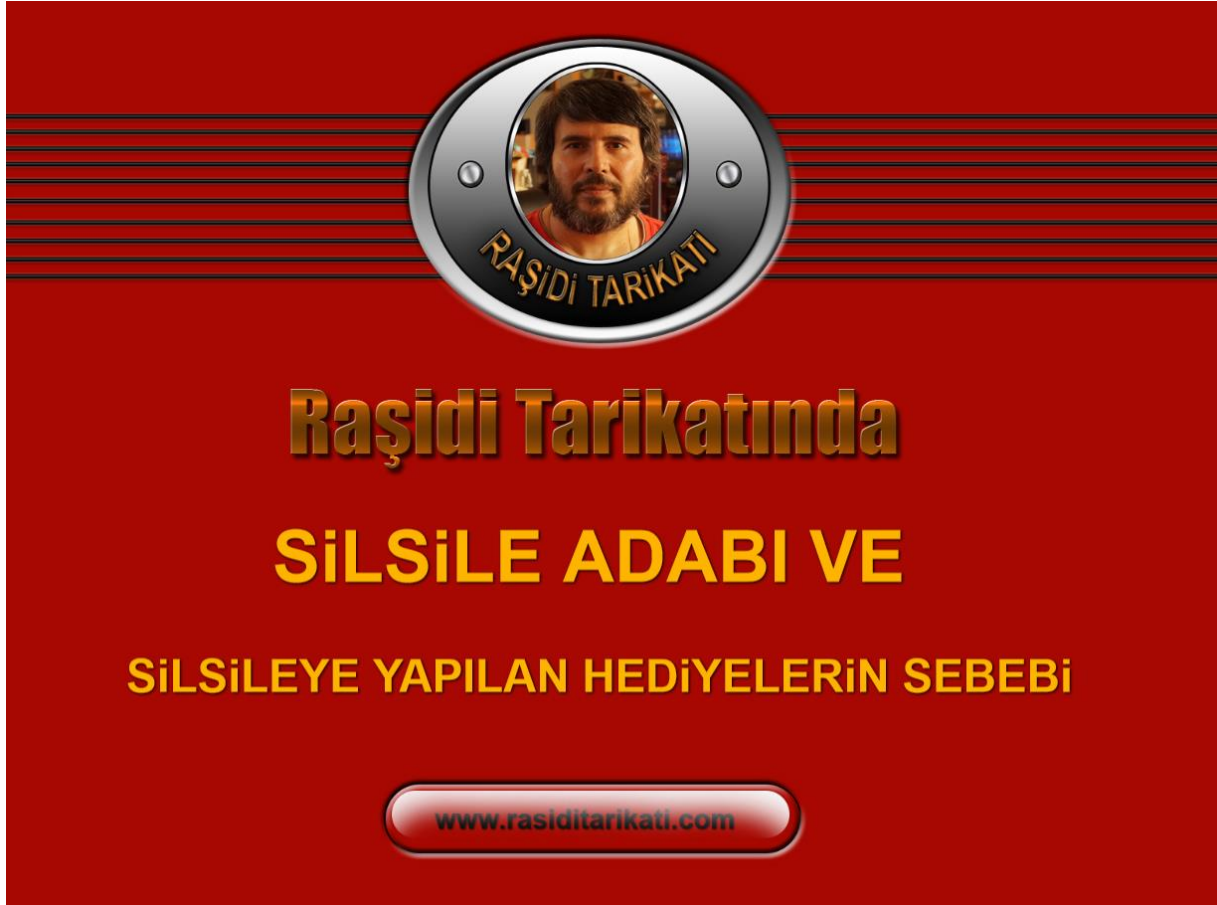 RAŞiDi TARiKATi
Raşidi Tarikatında
SiLSiLE ADABI VE
SiLSiLEYE YAPILAN HEDiYELERiN SEBEBi
www.rasiditarikati.com